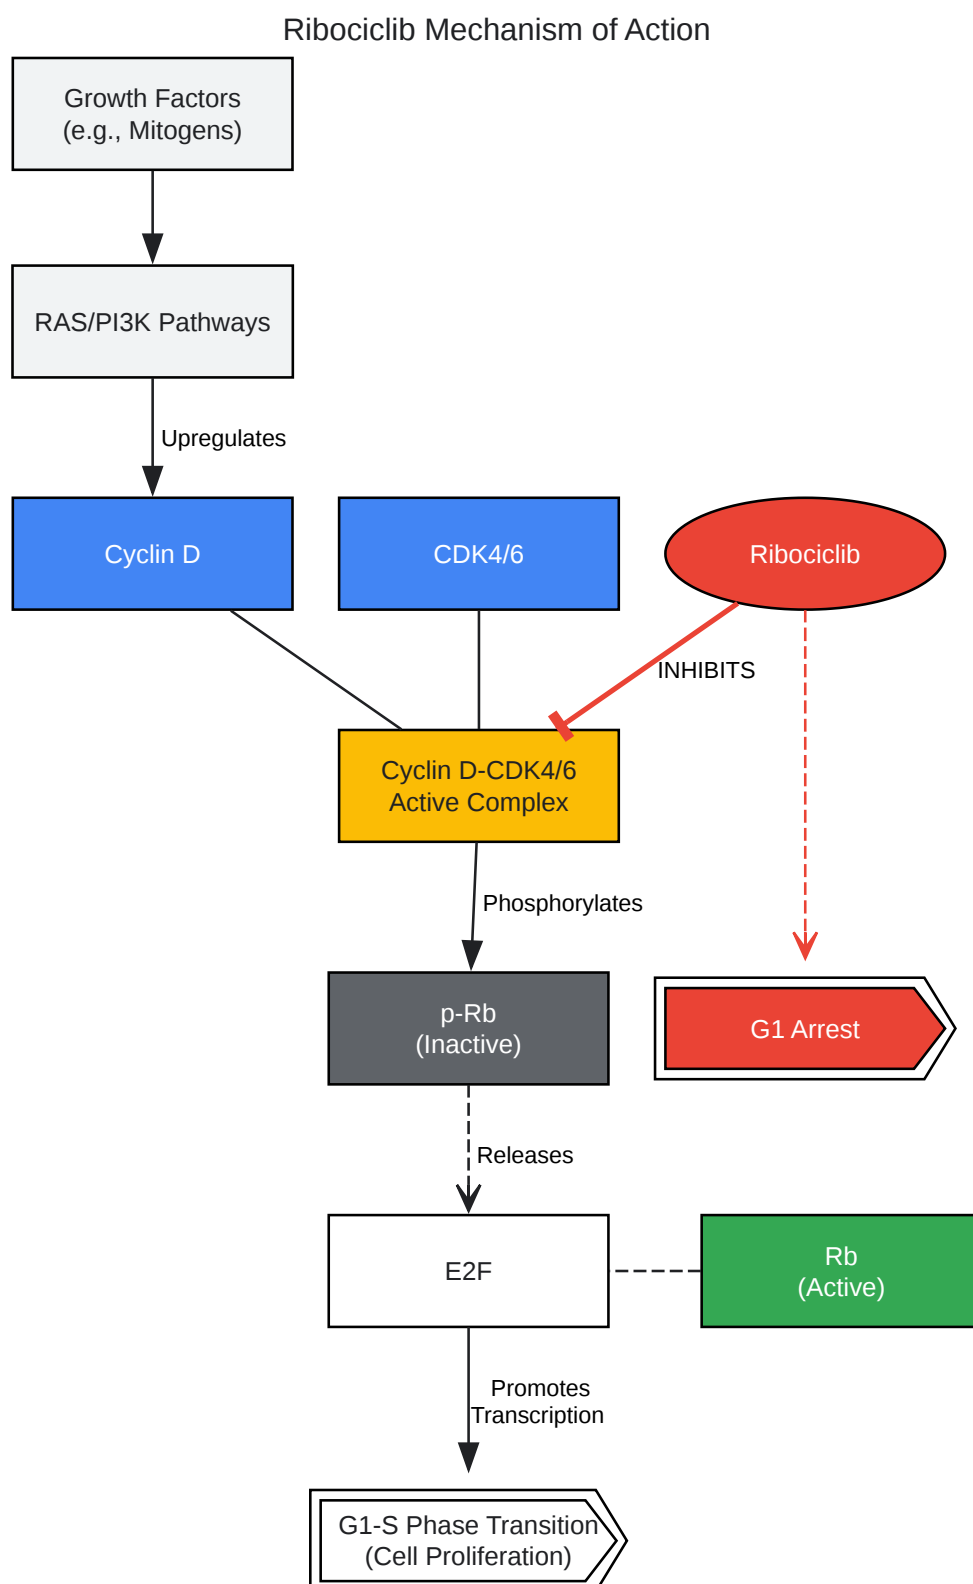 Ribociclib Mechanism of Action
Growth Factors
(e.g., Mitogens)
RAS/PI3K Pathways
Upregulates
Cyclin D
CDK4/6
Ribociclib
INHIBITS
Cyclin D-CDK4/6
Active Complex
Phosphorylates
p-Rb
(Inactive)
G1 Arrest
Releases
E2F
Rb
(Active)
Promotes
Transcription
G1-S Phase Transition
(Cell Proliferation)